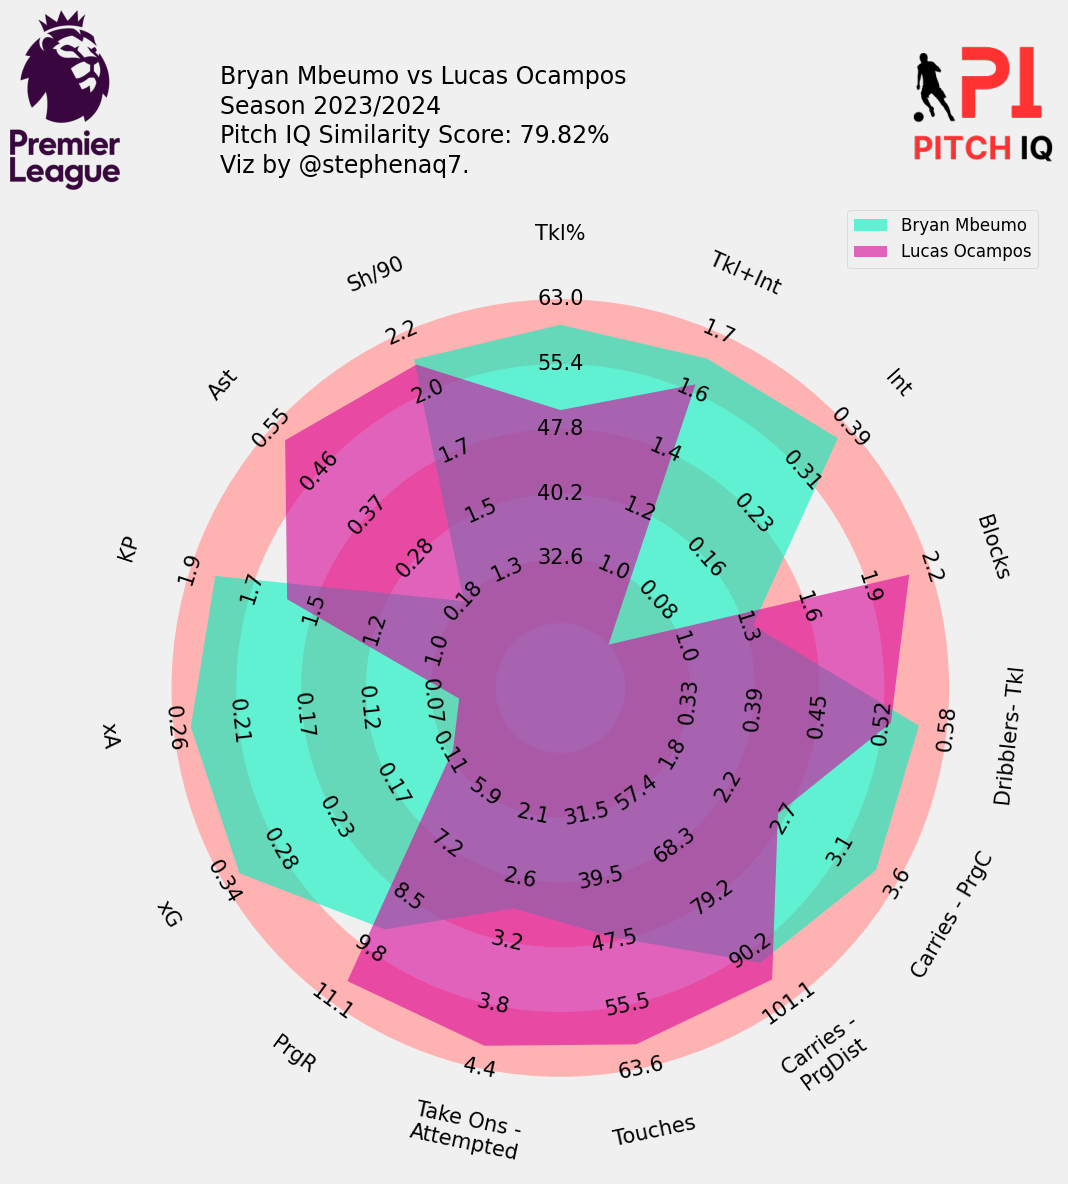 Premier
League
Bryan Mbeumo vs Lucas Ocampos
Season 2023/2024
Pitch IQ Similarity Score: 79.82%
Viz by @stephenaq7.
PI
PITCH IQ
Bryan Mbeumo
Lucas Ocampos
Tkl%
63.0
55.4
47.8
40.2
32.6
Tkl+Int
1.7
1.6
1.4
1.2
1.0
Int
0.39
0.31
0.23
0.16
0.08
Blocks
2.2
1.9
1.6
1.3
1.0
Dribblers- Tkl
0.58
0.52
0.45
0.39
0.33
Carries - PrgC
3.6
3.1
2.7
2.2
1.8
Carries -
PrgDist
101.1
90.2
79.2
68.3
57.4
Touches
63.6
55.5
47.5
39.5
31.5
Take Ons -
Attempted
4.4
3.8
3.2
2.6
2.1
PrgR
11.1
9.8
8.5
7.2
5.9
xG
0.34
0.28
0.23
0.17
0.11
xA
0.26
0.21
0.17
0.12
0.07
KP
1.9
1.7
1.5
1.2
1.0
Ast
0.55
0.46
0.37
0.28
0.18
Sh/90
2.2
2.0
1.7
1.5
1.3